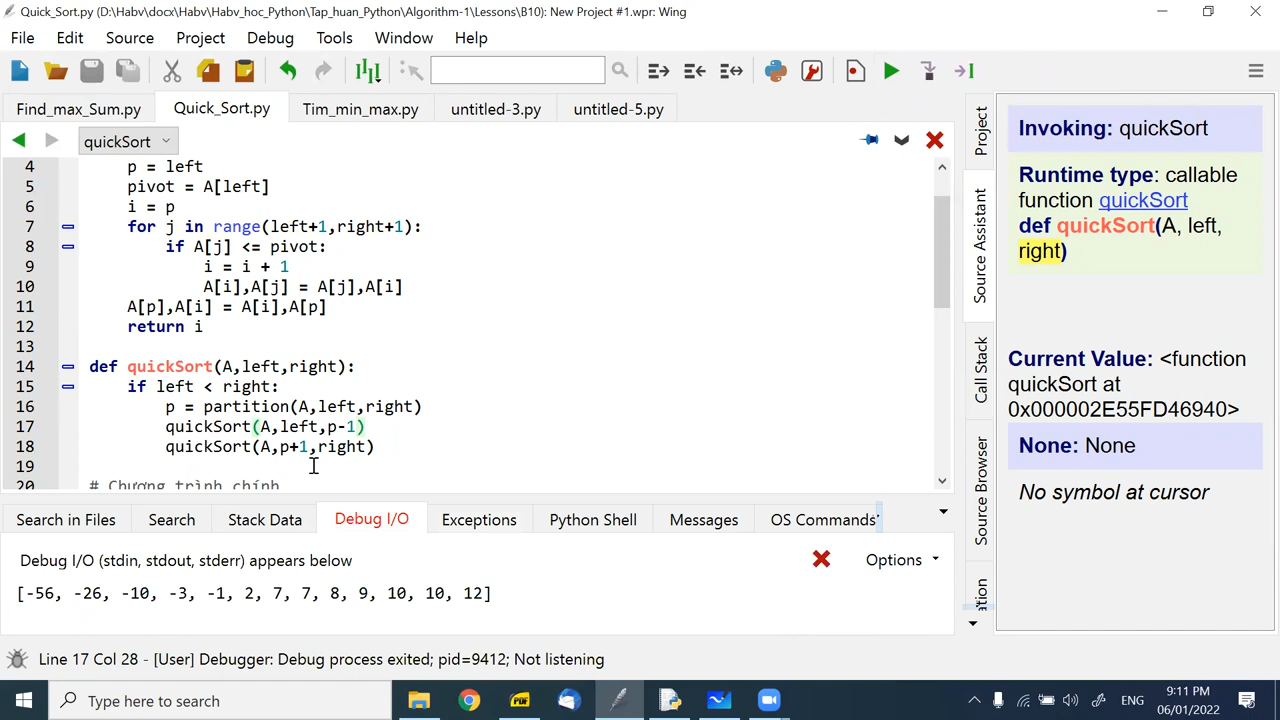 Quick_Sort.py (D:\Habv\docx\Habv\Habv_hoc_Python\Tap_huan_Python\Algorithm-1\Lessons\B10): New Project #1.wpr: Wing
File Edit Source Project Debug Tools Window Help
Find_max_Sum.py Quick_Sort.py Tim_min_max.py untitled-3.py untitled-5.py
quickSort
4 p = left
5 pivot = A[left]
6 i = p
7 for j in range(left+1,right+1):
8 if A[j] <= pivot:
9 i = i + 1
10 A[i],A[j] = A[j],A[i]
11 A[p],A[i] = A[i],A[p]
12 return i
13
14 def quickSort(A,left,right):
15 if left < right:
16 p = partition(A,left,right)
17 quickSort(A,left,p-1)
18 quickSort(A,p+1,right)
19
20 # Chương trình chính
Search in Files Search Stack Data Debug I/O Exceptions Python Shell Messages OS Commands
Debug I/O (stdin, stdout, stderr) appears below
Options
[-56, -26, -10, -3, -1, 2, 7, 7, 8, 9, 10, 10, 12]
Project
Source Assistant
Call Stack
Source Browser
Invoking: quickSort
Runtime type: callable
function quickSort
def quickSort(A, left,
right)
Current Value: <function
quickSort at
0x000002E55FD46940>
None: None
No symbol at cursor
Line 17 Col 28 - [User] Debugger: Debug process exited; pid=9412; Not listening
Type here to search
PDF
ENG
9:11 PM
06/01/2022